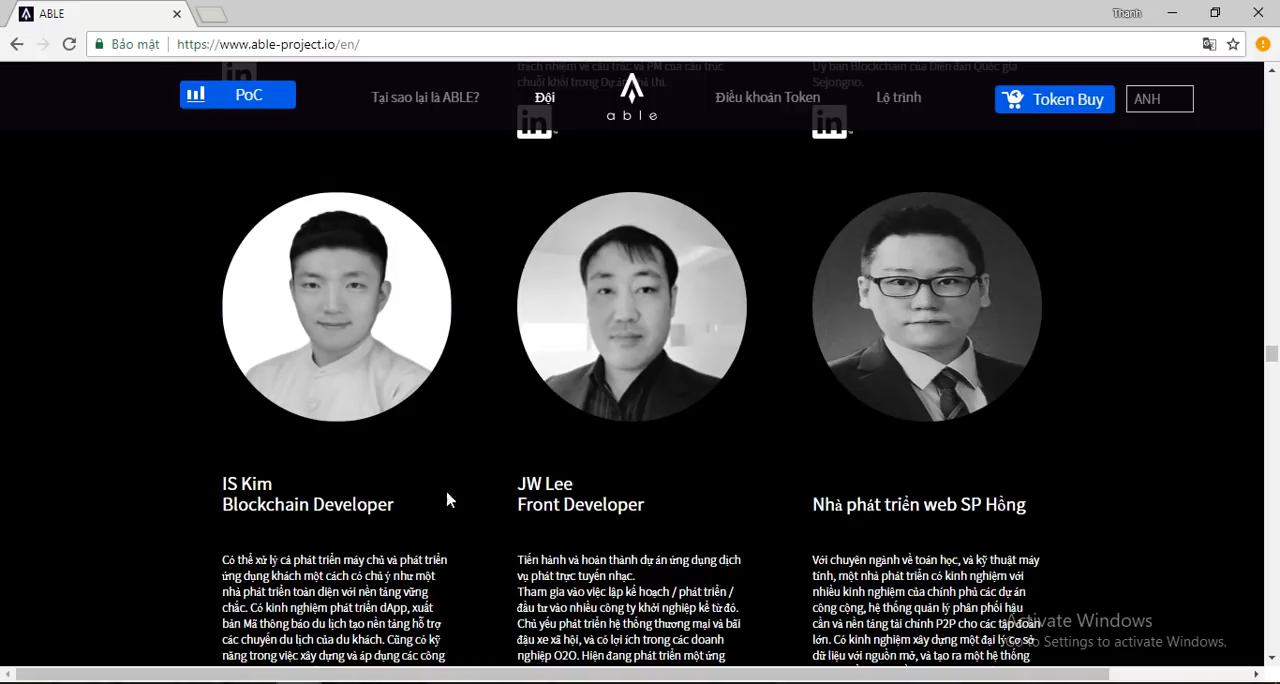 ABLE
Bảo mật
https://www.able-project.io/en/
Thanh
trách nhiệm về cấu trúc và PM của cấu trúc
chuỗi khối trong Dự án khả thi.
Ủy ban Blockchain của Diễn đàn Quốc gia
Sejongno.
PoC
Tại sao lại là ABLE?
Đội
able
Điều khoản Token
Lộ trình
Token Buy
ANH
in
in
in
IS Kim
Blockchain Developer
Có thể xử lý cả phát triển máy chủ và phát triển
ứng dụng khách một cách có chủ ý như một
nhà phát triển toàn diện với nền tảng vững
chắc. Có kinh nghiệm phát triển dApp, xuất
bản Mã thông báo du lịch tạo nền tảng hỗ trợ
các chuyến du lịch của du khách. Cũng có kỹ
năng trong việc xây dựng và áp dụng các công
JW Lee
Front Developer
Tiến hành và hoàn thành dự án ứng dụng dịch
vụ phát trực tuyến nhạc.
Tham gia vào việc lập kế hoạch / phát triển /
đầu tư vào nhiều công ty khởi nghiệp kể từ đó.
Chủ yếu phát triển hệ thống thương mại và bãi
đậu xe xã hội, và có lợi ích trong các doanh
nghiệp O2O. Hiện đang phát triển một ứng
Nhà phát triển web SP Hồng
Với chuyên ngành về toán học, và kỹ thuật máy
tính, một nhà phát triển có kinh nghiệm với
nhiều kinh nghiệm của chính phủ các dự án
công cộng, hệ thống quản lý phân phối hậu
cần và nền tảng tài chính P2P cho các tập đoàn
lớn. Có kinh nghiệm xây dựng một đại lý cơ sở
dữ liệu với nguồn mở, và tạo ra một hệ thống
Activate Windows
Go to Settings to activate Windows.